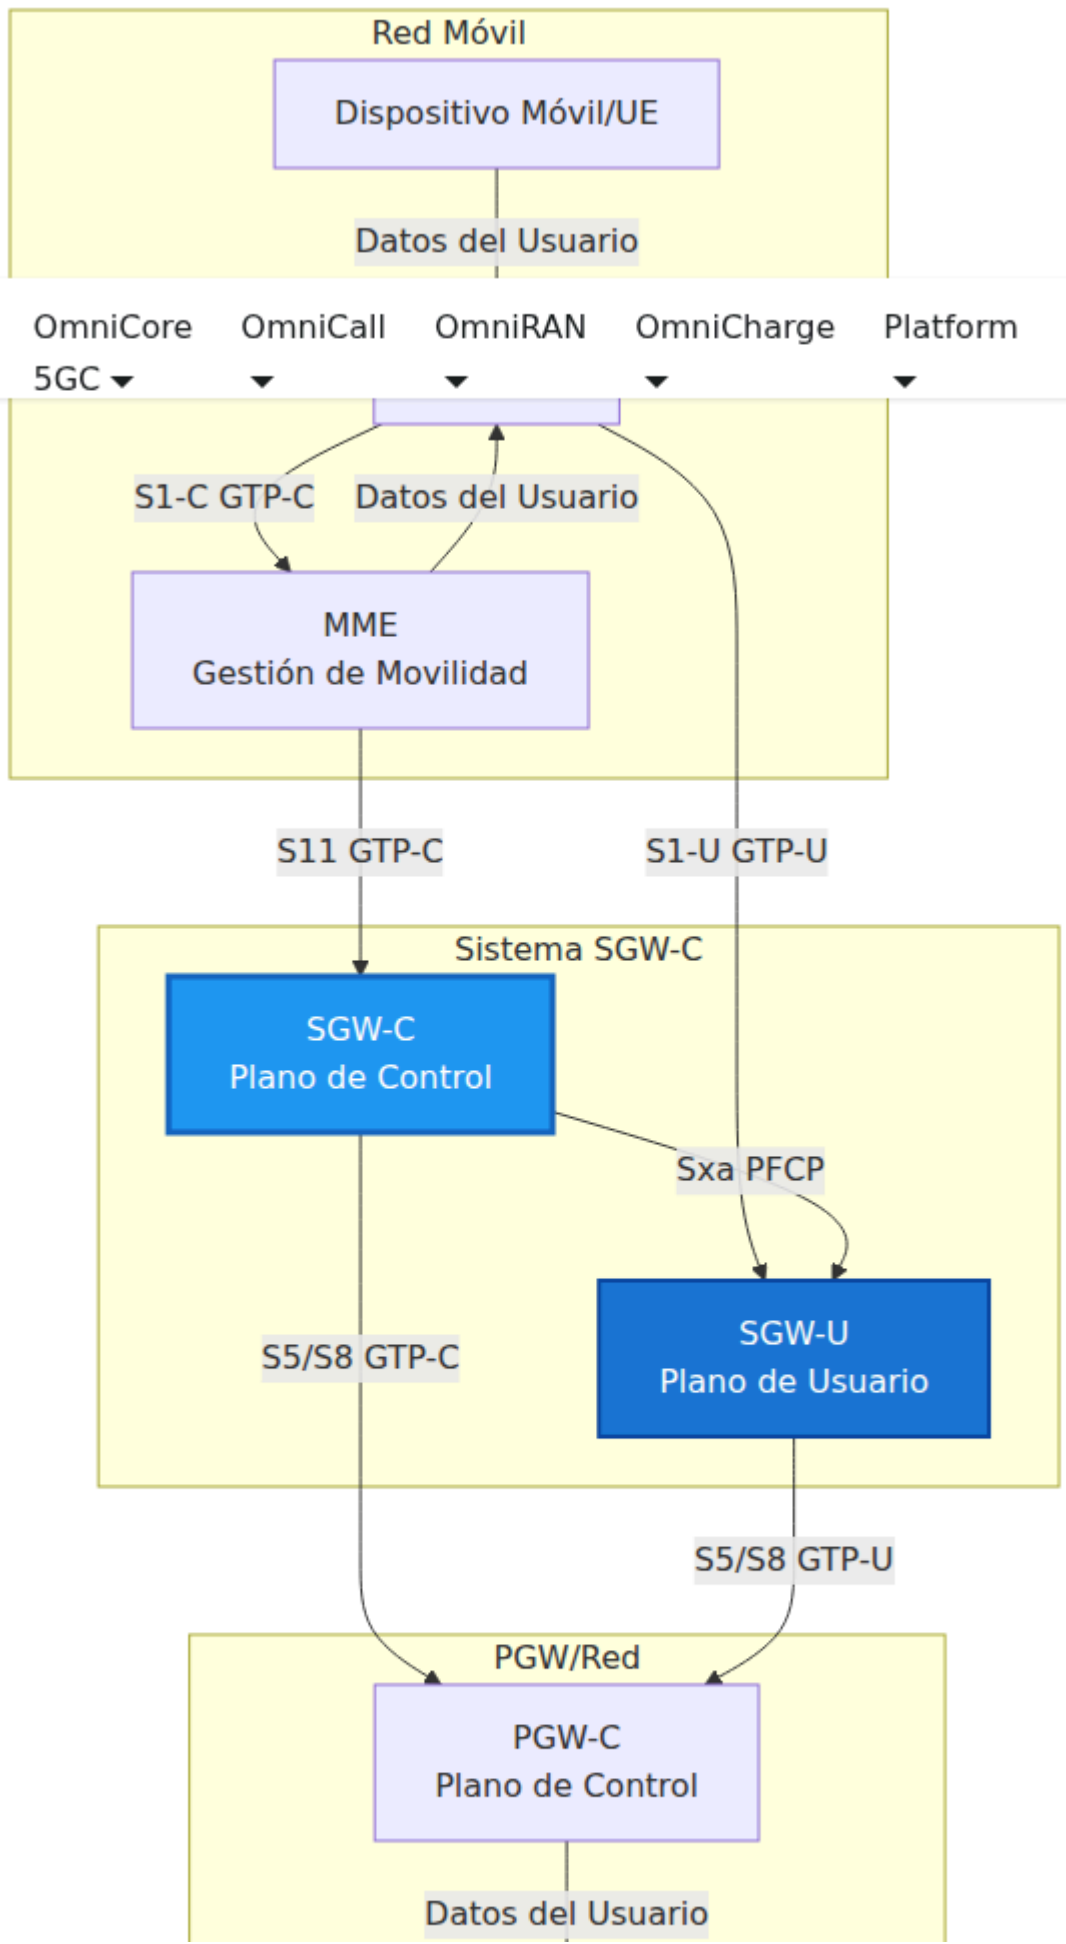 Red Móvil
Dispositivo Móvil/UE
Datos del Usuario
OmniCore
5GC
OmniCall
OmniRAN
OmniCharge
Platform
S1-C GTP-C
Datos del Usuario
MME
Gestión de Movilidad
S11 GTP-C
S1-U GTP-U
Sistema SGW-C
SGW-C
Plano de Control
Sxa PFCP
SGW-U
Plano de Usuario
S5/S8 GTP-C
S5/S8 GTP-U
PGW/Red
PGW-C
Plano de Control
Datos del Usuario